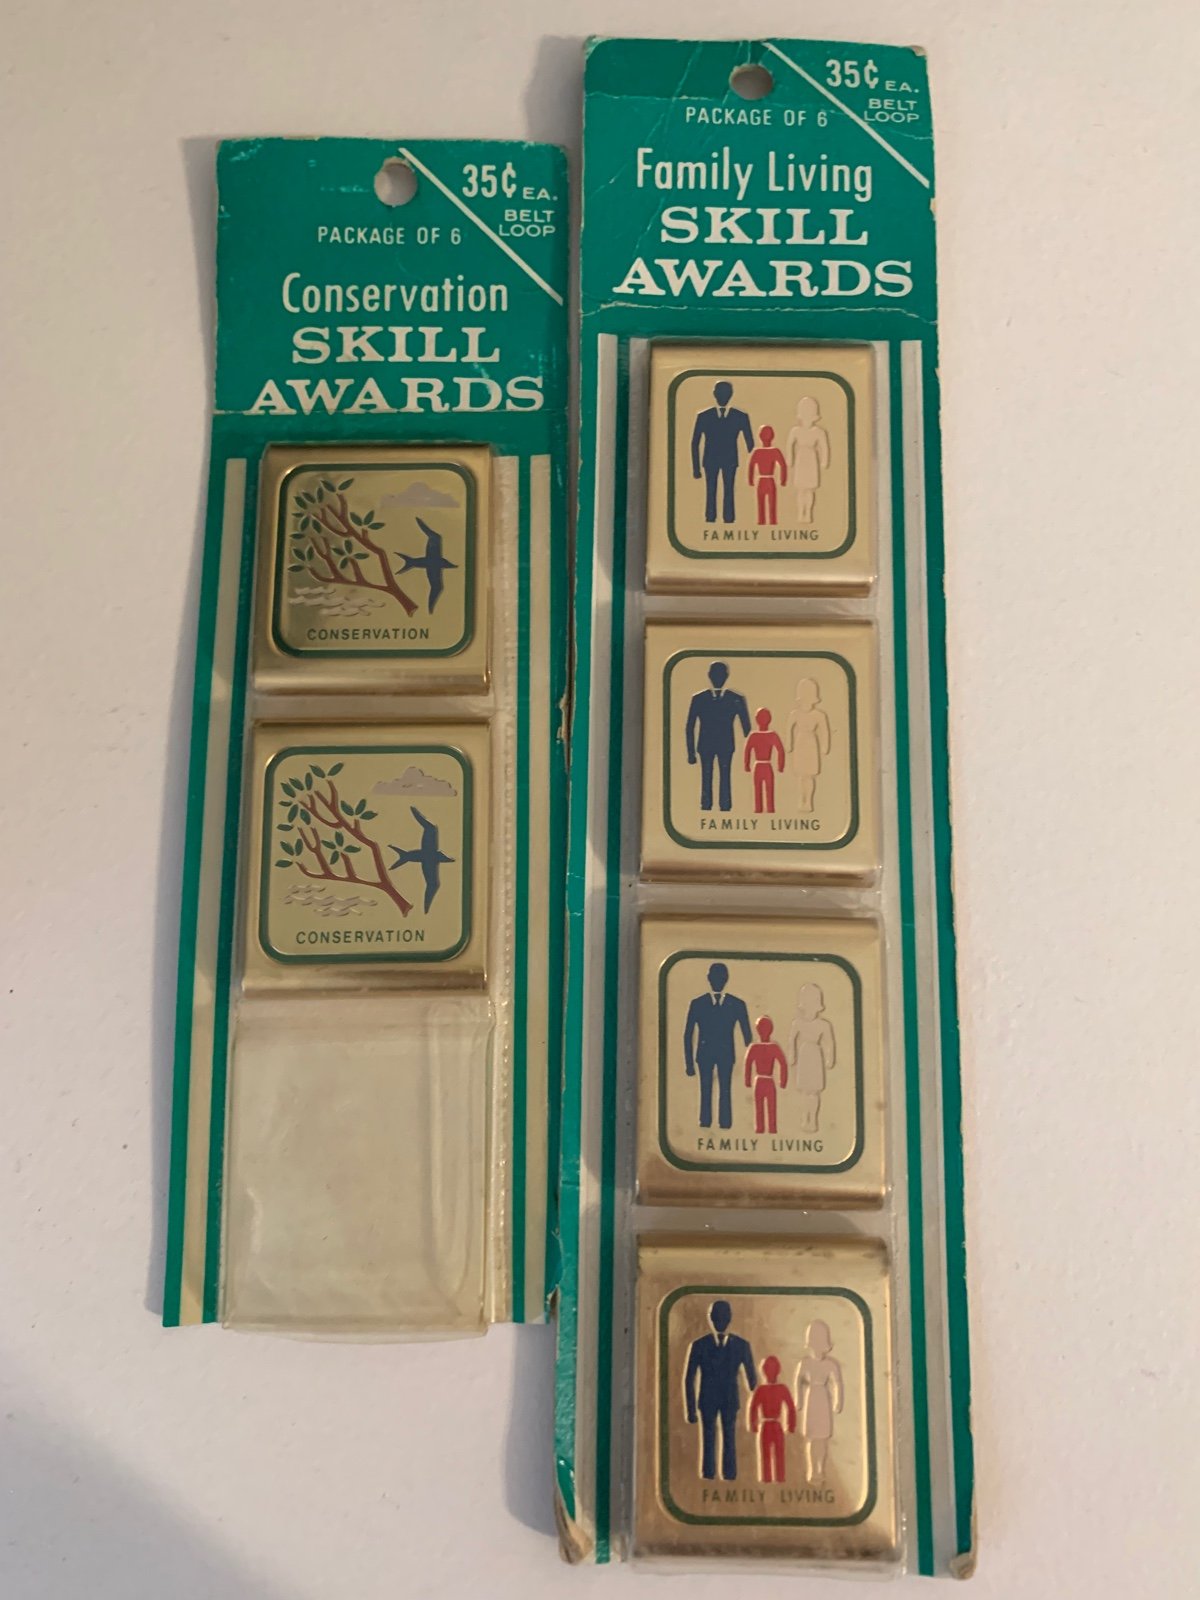 35¢ EA.
BELT
LOOP
PACKAGE OF 6
Conservation
SKILL
AWARDS
CONSERVATION
CONSERVATION
35¢ EA.
BELT
LOOP
PACKAGE OF 6
Family Living
SKILL
AWARDS
FAMILY LIVING
FAMILY LIVING
FAMILY LIVING
FAMILY LIVING